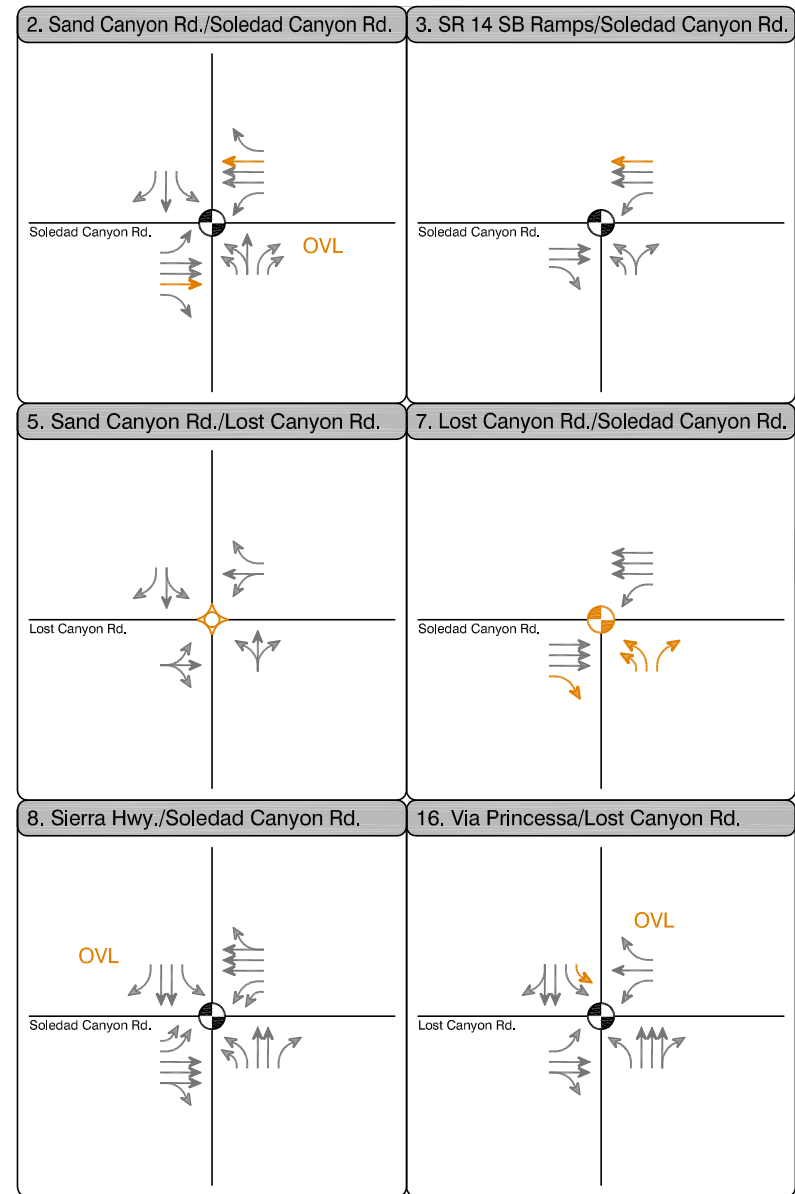 2. Sand Canyon Rd./Soledad Canyon Rd.
3. SR 14 SB Ramps/Soledad Canyon Rd.
Soledad Canyon Rd.
OVL
Soledad Canyon Rd.
5. Sand Canyon Rd./Lost Canyon Rd.
7. Lost Canyon Rd./Soledad Canyon Rd.
Lost Canyon Rd.
Soledad Canyon Rd.
8. Sierra Hwy./Soledad Canyon Rd.
16. Via Princessa/Lost Canyon Rd.
OVL
Soledad Canyon Rd.
OVL
Lost Canyon Rd.